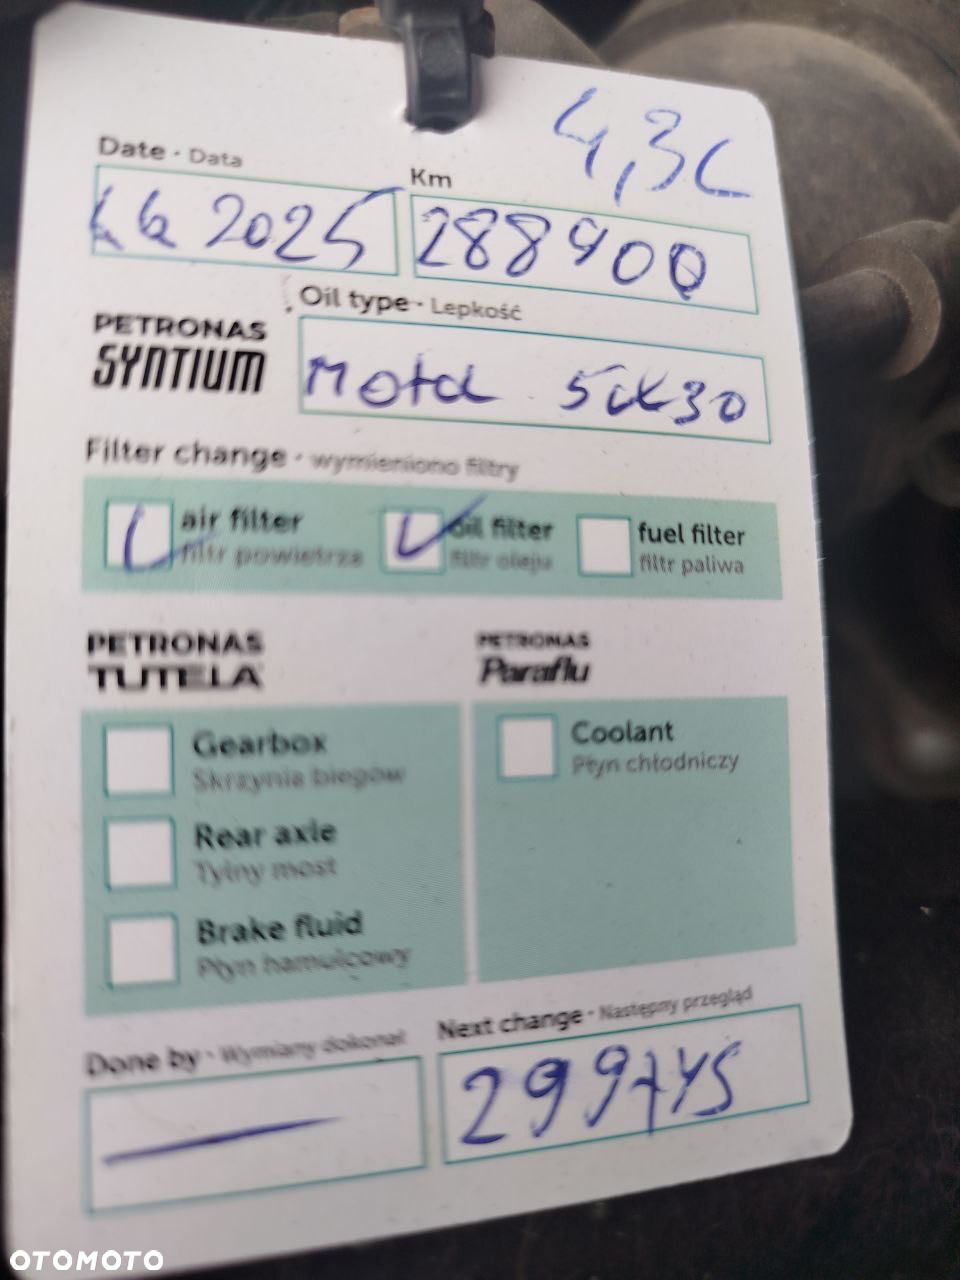 4,3L
Date · Data
Km
2025
288900
Oil type · Lepkość
PETRONAS
SYNTIUM
Motul 5W30
Filter change · wymieniono filtry
air filter
filtr powietrza
oil filter
filtr oleju
fuel filter
filtr paliwa
PETRONAS
TUTELA
PETRONAS
Paraflu
Gearbox
Skrzynia biegów
Coolant
Płyn chłodniczy
Rear axle
Tylny most
Brake fluid
Płyn hamulcowy
Done by · Wymiany dokonał
Next change · Następny przegląd
OTOMOTO